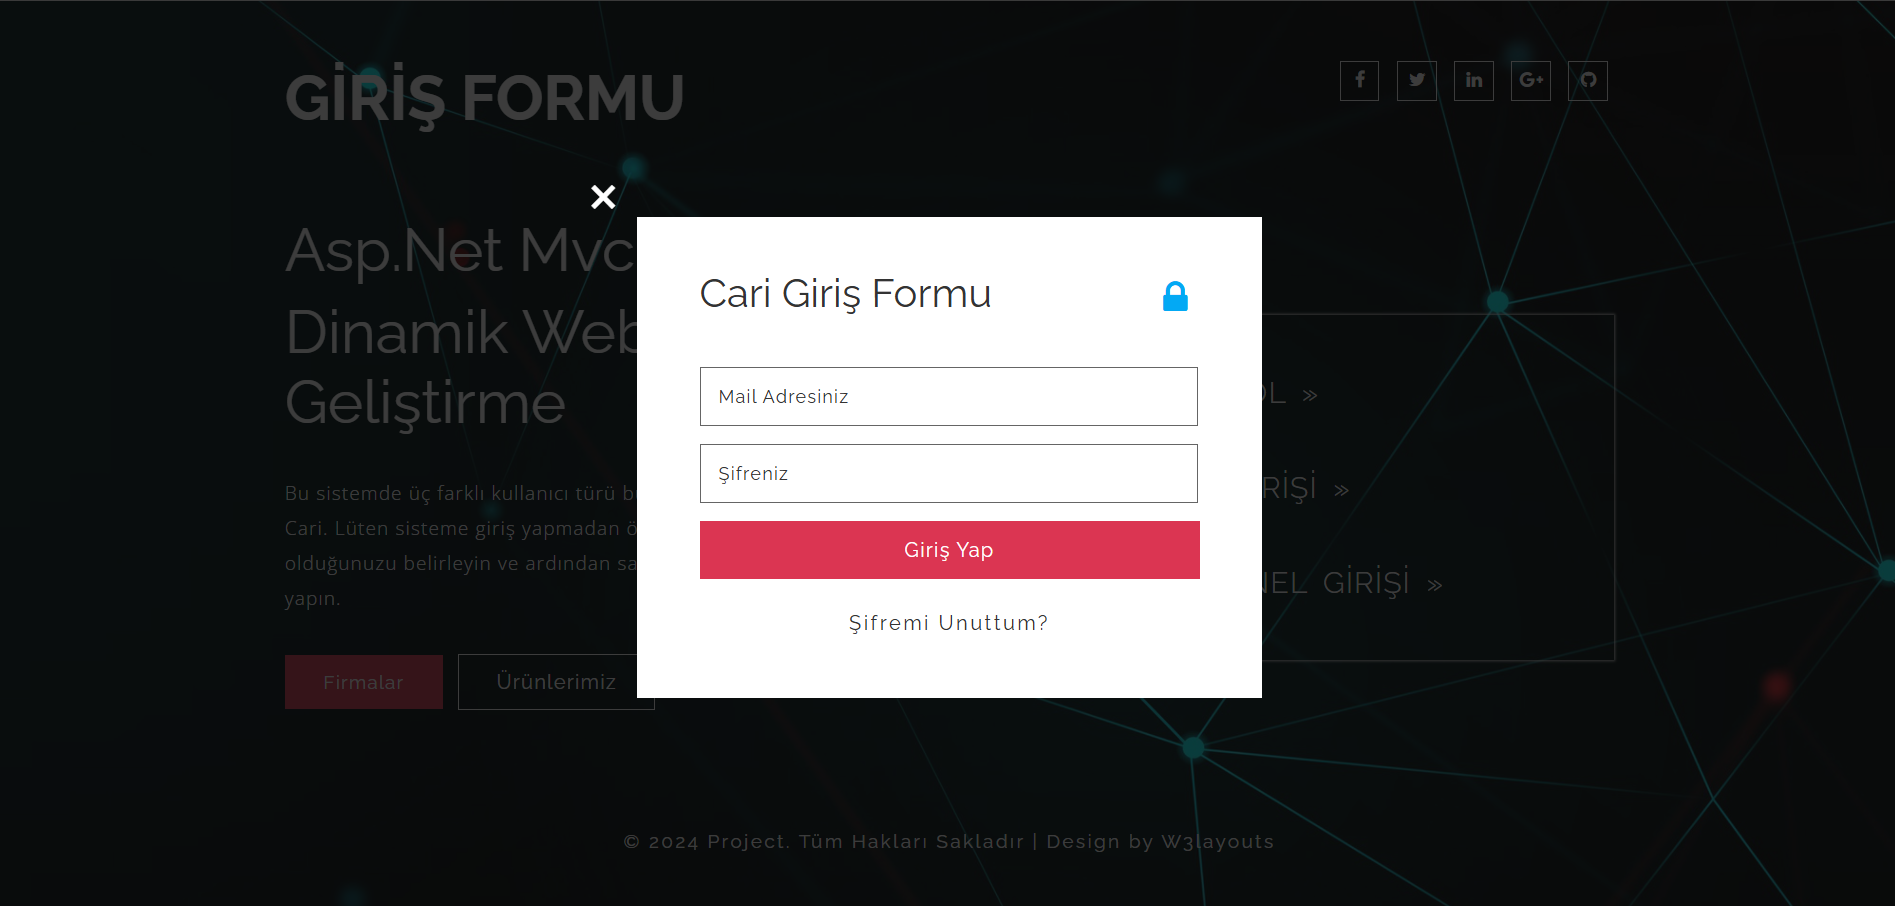 GİRİŞ FORMU
Asp.Net Mvc
Dinamik Web
Geliştirme
Bu sistemde üç farklı kullanıcı türü
Cari. Lüten sisteme giriş yapmadan
olduğunuzu belirleyin ve ardından
yapın.
Firmalar
Ürünlerimiz
Cari Giriş Formu
Mail Adresiniz
Şifreniz
Giriş Yap
Şifremi Unuttum?
OL »
RİŞİ »
NEL GİRİŞİ »
© 2024 Project. Tüm Hakları Sakladır | Design by W3layouts